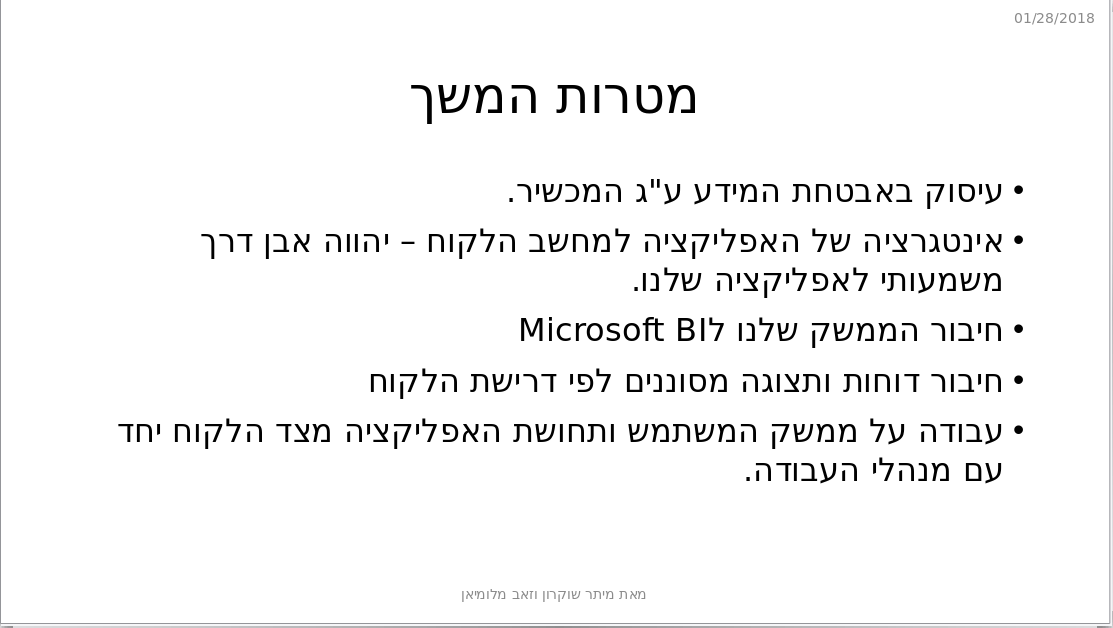 01/28/2018
מטרות המשך
• עיסוק באבטחת המידע ע"ג המכשיר.
• אינטגרציה של האפליקציה למחשב הלקוח – יהווה אבן דרך
משמעותי לאפליקציה שלנו.
• חיבור הממשק שלנו לMicrosoft BI
• חיבור דוחות ותצוגה מסוננים לפי דרישת הלקוח
• עבודה על ממשק המשתמש ותחושת האפליקציה מצד הלקוח יחד
עם מנהלי העבודה.
מאת מיתר שוקרון וזאב מלומיאן